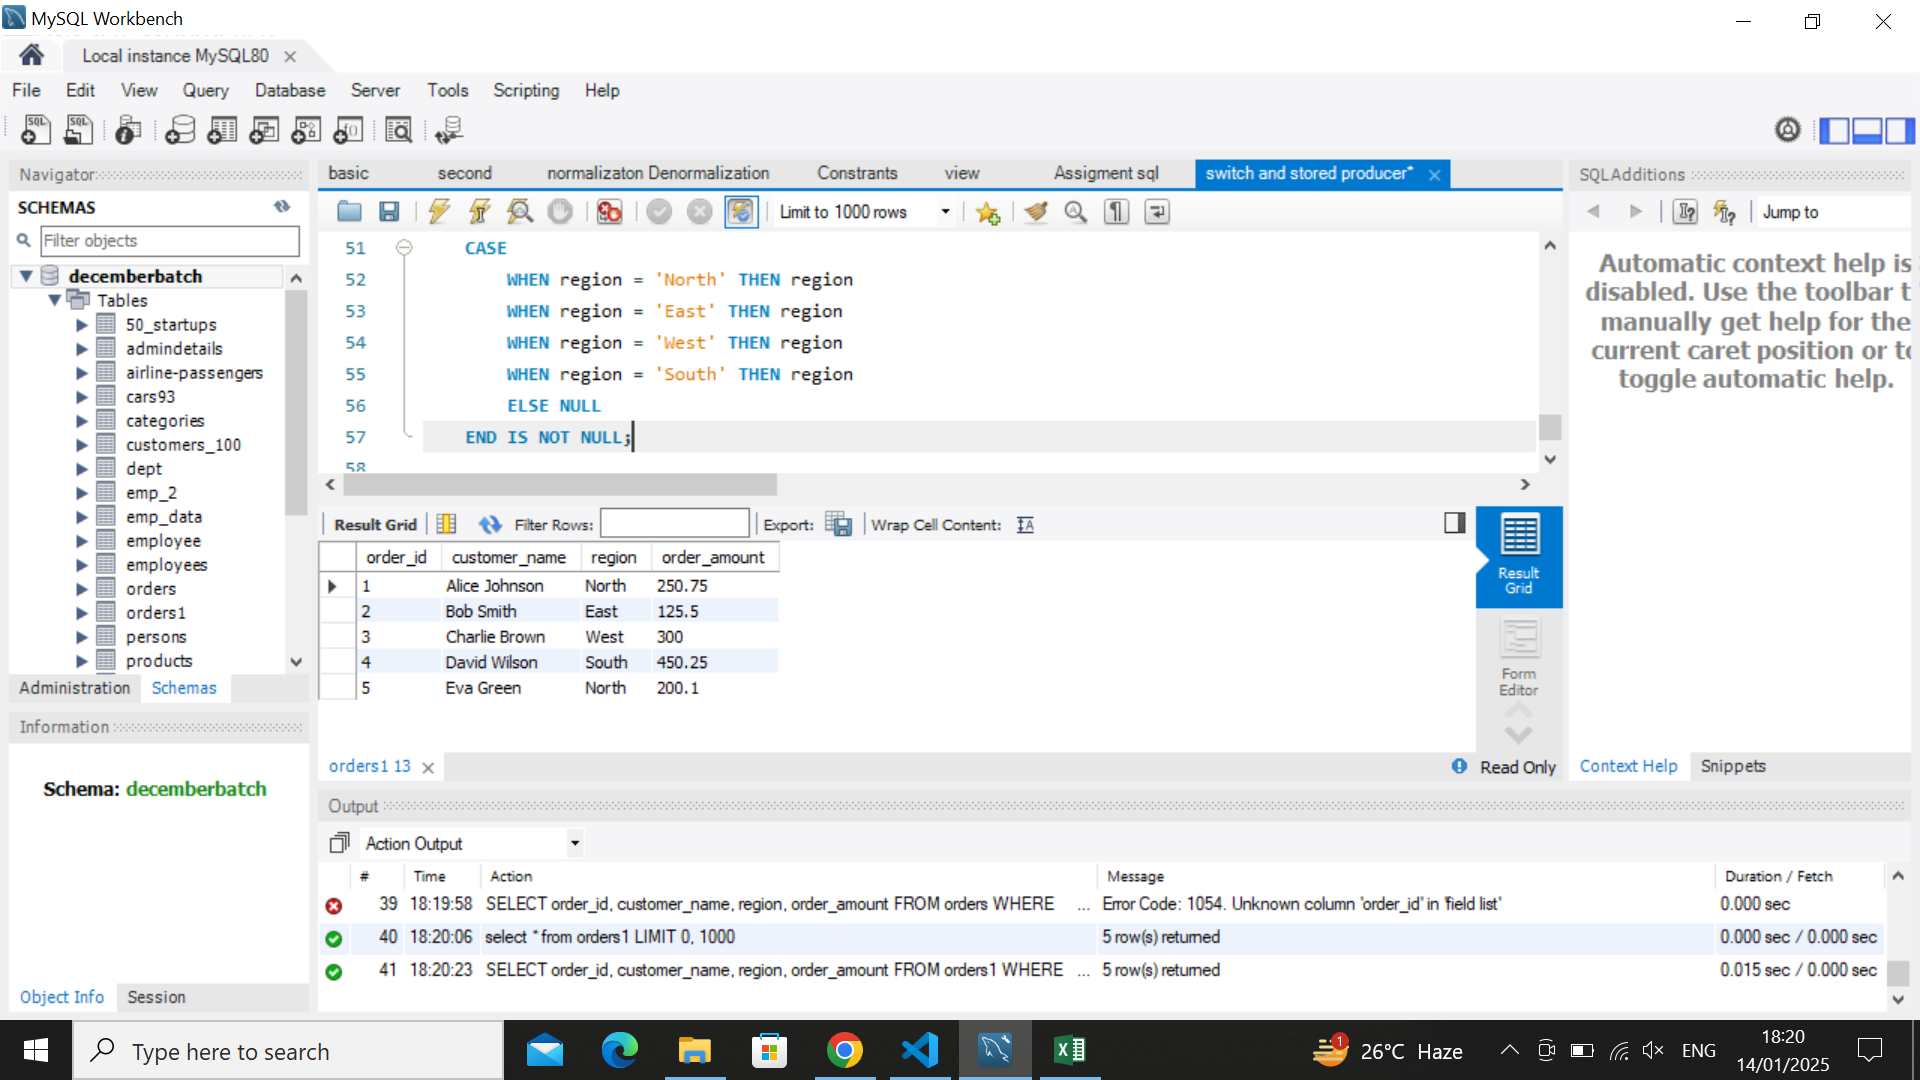 MySQL Workbench
Local instance MySQL80
File Edit View Query Database Server Tools Scripting Help
Navigator
SCHEMAS
Filter objects
decemberbatch
Tables
50_startups
admindetails
airline-passengers
cars93
categories
customers_100
dept
emp_2
emp_data
employee
employees
orders
orders1
persons
products
Administration Schemas
Information
Schema: decemberbatch
Object Info Session
basic second normalizaton Denormalization Constrants view Assigment sql switch and stored producer*
Limit to 1000 rows
51 CASE
52 WHEN region = 'North' THEN region
53 WHEN region = 'East' THEN region
54 WHEN region = 'West' THEN region
55 WHEN region = 'South' THEN region
56 ELSE NULL
57 END IS NOT NULL;
58
Result Grid Filter Rows: Export: Wrap Cell Content:
order_id customer_name region order_amount
1 Alice Johnson North 250.75
2 Bob Smith East 125.5
3 Charlie Brown West 300
4 David Wilson South 450.25
5 Eva Green North 200.1
Result Grid
Form Editor
orders1 13
Read Only
SQLAdditions
Jump to
Automatic context help is
disabled. Use the toolbar t
manually get help for the
current caret position or to
toggle automatic help.
Context Help Snippets
Output
Action Output
# Time Action Message Duration / Fetch
39 18:19:58 SELECT order_id, customer_name, region, order_amount FROM orders WHERE ... Error Code: 1054. Unknown column 'order_id' in 'field list' 0.000 sec
40 18:20:06 select * from orders1 LIMIT 0, 1000 5 row(s) returned 0.000 sec / 0.000 sec
41 18:20:23 SELECT order_id, customer_name, region, order_amount FROM orders1 WHERE ... 5 row(s) returned 0.015 sec / 0.000 sec
Type here to search
1
26°C Haze
ENG
18:20
14/01/2025